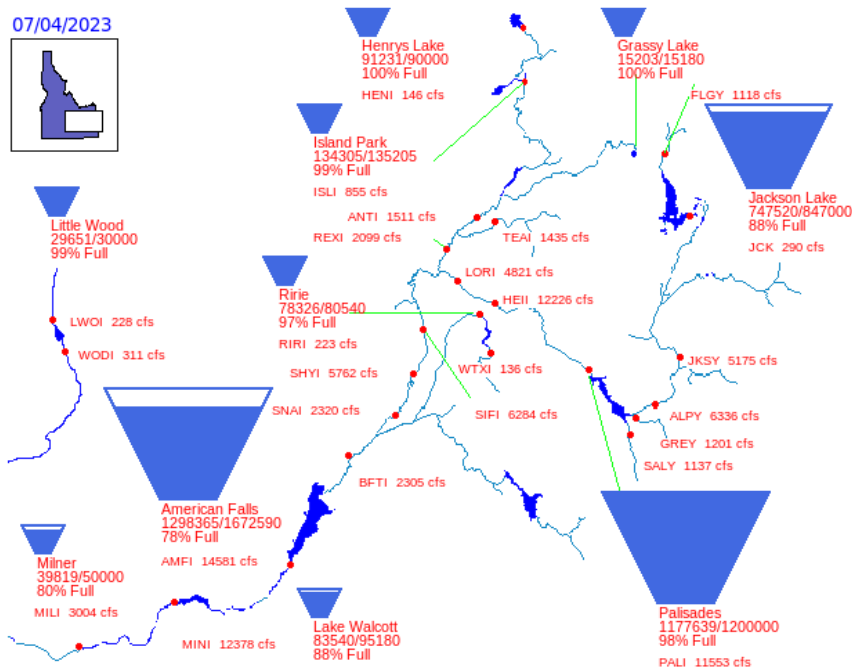 07/04/2023
Henrys Lake
91231/90000
100% Full
HENI 146 cfs
Grassy Lake
15203/15180
100% Full
FLGY 1118 cfs
Island Park
134305/135205
99% Full
ISLI 855 cfs
Jackson Lake
747520/847000
88% Full
JCK 290 cfs
Little Wood
29651/30000
99% Full
ANTI 1511 cfs
REXI 2099 cfs
TEAI 1435 cfs
LORI 4821 cfs
HEII 12226 cfs
Ririe
78326/80540
97% Full
RIRI 223 cfs
LWOI 228 cfs
WODI 311 cfs
SHYI 5762 cfs
WTXI 136 cfs
JKSY 5175 cfs
SNAI 2320 cfs
SIFI 6284 cfs
ALPY 6336 cfs
GREY 1201 cfs
SALY 1137 cfs
BFTI 2305 cfs
American Falls
1298365/1672590
78% Full
AMFI 14581 cfs
Milner
39819/50000
80% Full
MILI 3004 cfs
MINI 12378 cfs
Lake Walcott
83540/95180
88% Full
Palisades
1177639/1200000
98% Full
PALI 11553 cfs